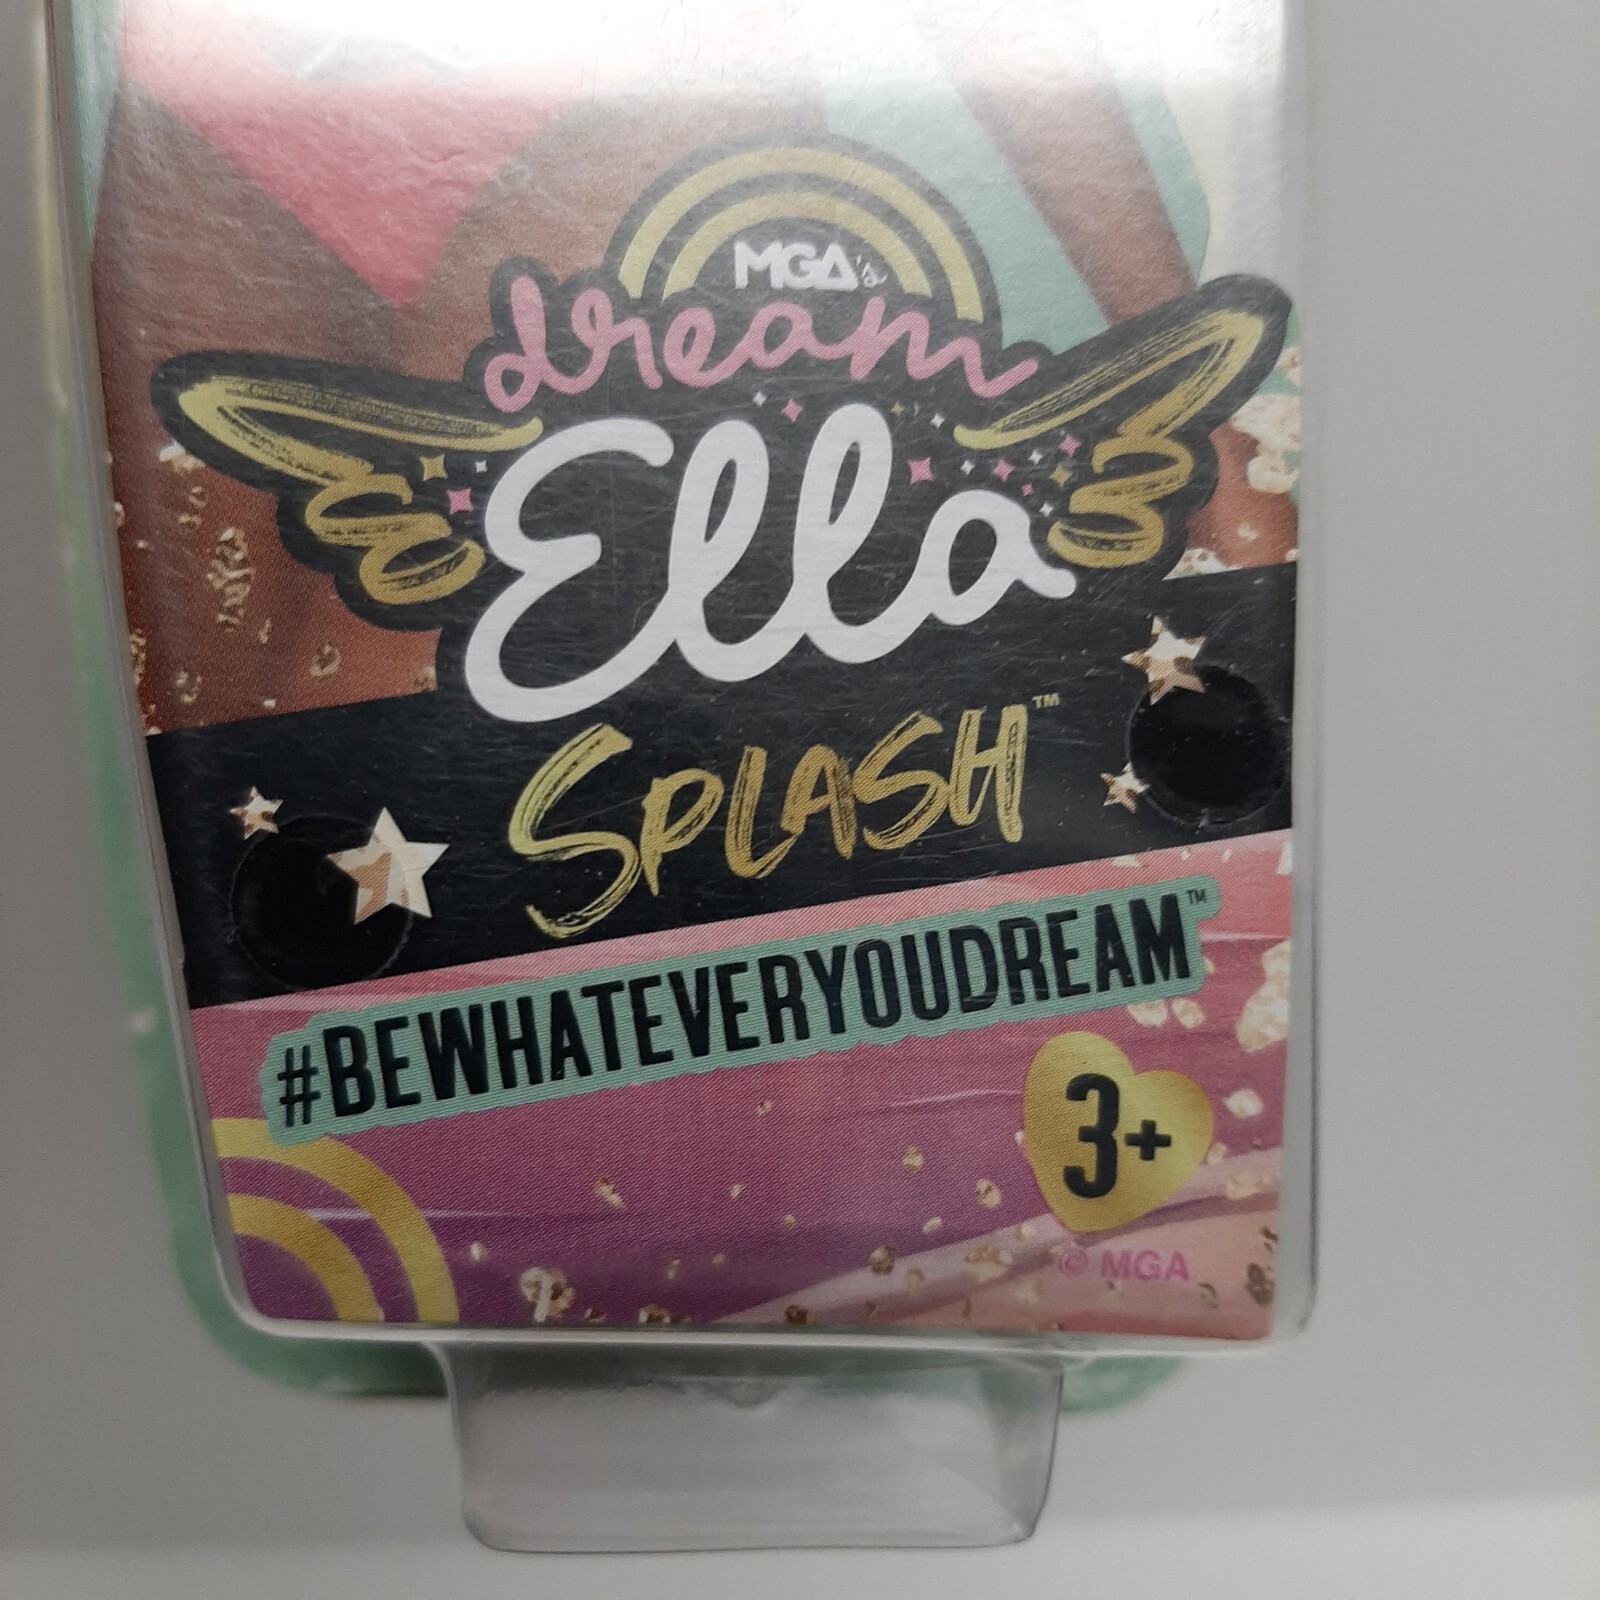 MGA's
dream
Ella
SPLASH™
#BEWHATEVERYOUDREAM™
3+
© MGA